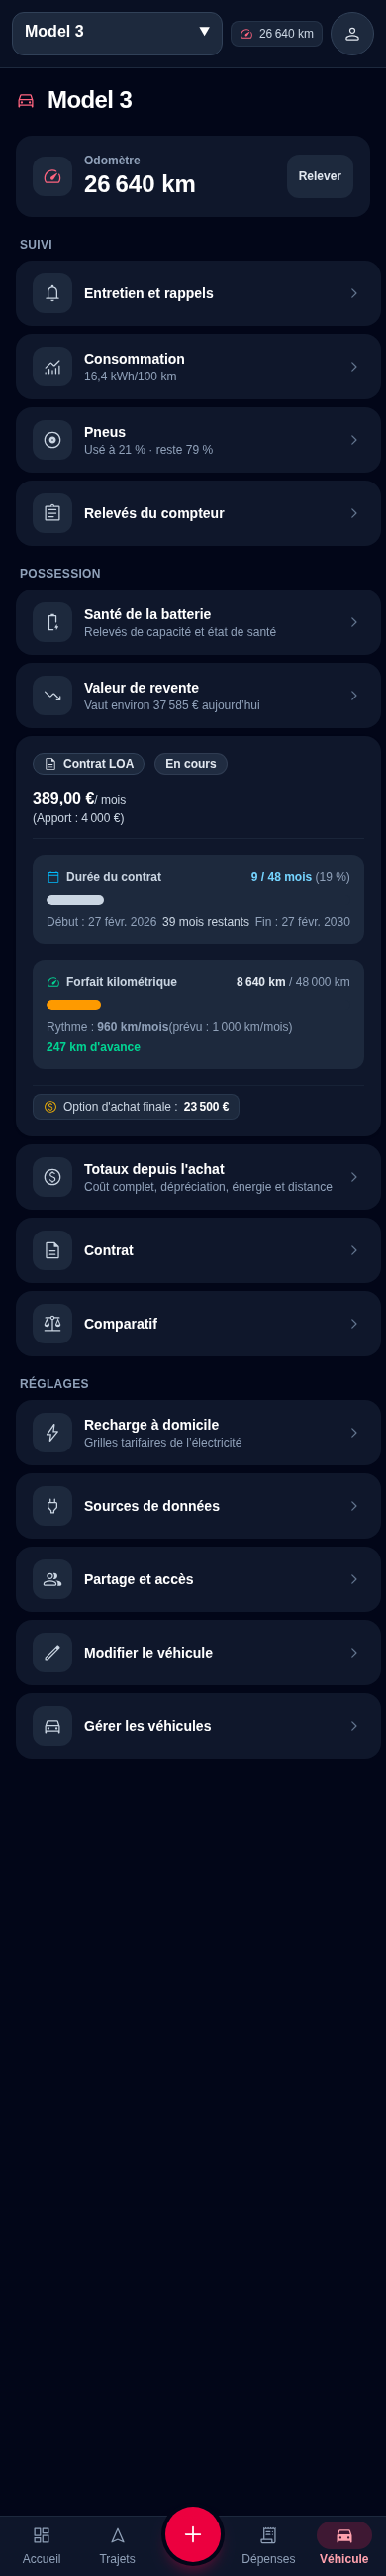 Model 3
26 640 km
Model 3
Odomètre
26 640 km
Relever
SUIVI
Entretien et rappels
Consommation
16,4 kWh/100 km
Pneus
Usé à 21 % · reste 79 %
Relevés du compteur
POSSESSION
Santé de la batterie
Relevés de capacité et état de santé
Valeur de revente
Vaut environ 37 585 € aujourd'hui
Contrat LOA En cours
389,00 €/ mois
(Apport : 4 000 €)
Durée du contrat 9 / 48 mois (19 %)
Début : 27 févr. 2026 39 mois restants Fin : 27 févr. 2030
Forfait kilométrique 8 640 km / 48 000 km
Rythme : 960 km/mois(prévu : 1 000 km/mois)
247 km d'avance
Option d'achat finale : 23 500 €
Totaux depuis l'achat
Coût complet, dépréciation, énergie et distance
Contrat
Comparatif
RÉGLAGES
Recharge à domicile
Grilles tarifaires de l'électricité
Sources de données
Partage et accès
Modifier le véhicule
Gérer les véhicules
Accueil Trajets Dépenses Véhicule